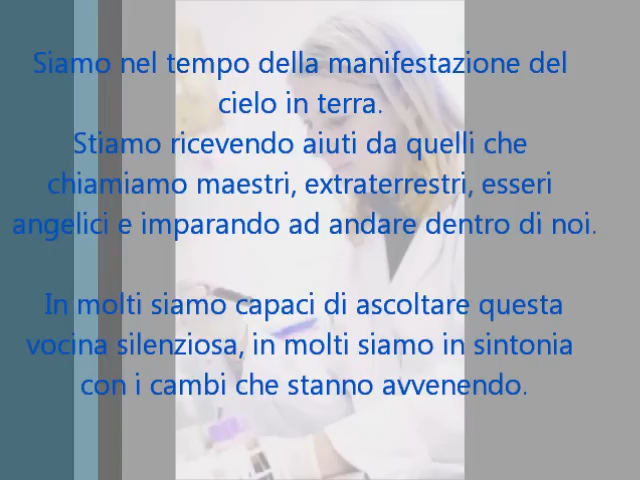 Siamo nel tempo della manifestazione del
cielo in terra.
Stiamo ricevendo aiuti da quelli che
chiamiamo maestri, extraterrestri, esseri
angelici e imparando ad andare dentro di noi.
In molti siamo capaci di ascoltare questa
vocina silenziosa, in molti siamo in sintonia
con i cambi che stanno avvenendo.